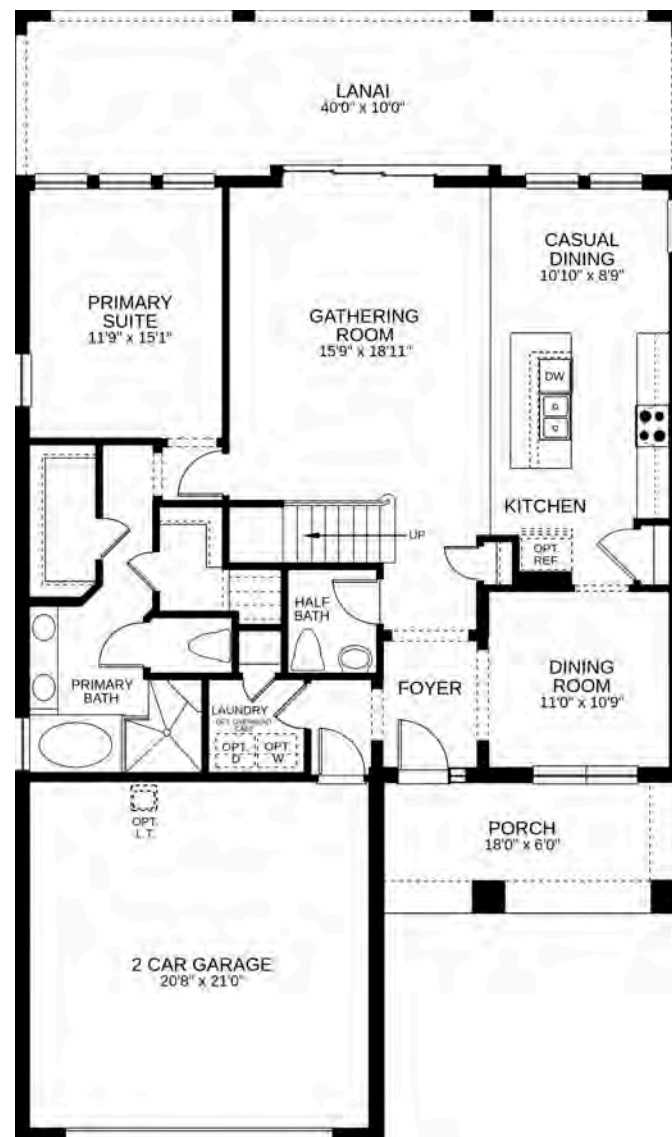 LANAI
40'0" x 10'0"
CASUAL
DINING
10'10" x 8'9"
PRIMARY
SUITE
11'9" x 15'1"
GATHERING
ROOM
15'9" x 18'11"
DW
KITCHEN
UP
OPT.
REF.
HALF
BATH
DINING
ROOM
11'0" x 10'9"
FOYER
PRIMARY
BATH
LAUNDRY
OPT.
D
OPT.
W
OPT.
L.T.
PORCH
18'0" x 6'0"
2 CAR GARAGE
20'8" x 21'0"